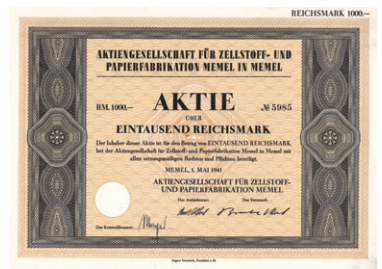 REICHSMARK 1000.—
AKTIENGESELLSCHAFT FÜR ZELLSTOFF- UND
PAPIERFABRIKATION MEMEL IN MEMEL
RM. 1000.— AKTIE № 5985
ÜBER
EINTAUSEND REICHSMARK
Der Inhaber dieser Aktie ist für den Betrag von EINTAUSEND REICHSMARK
bei der Aktiengesellschaft für Zellstoff- und Papierfabrikation Memel in Memel mit
allen satzungsmäßigen Rechten und Pflichten beteiligt.
MEMEL, 1. MAI 1941
AKTIENGESELLSCHAFT FÜR ZELLSTOFF-
UND PAPIERFABRIKATION MEMEL
Der Aufsichtsrat: Der Vorstand:
Der Kontrollbeamte: